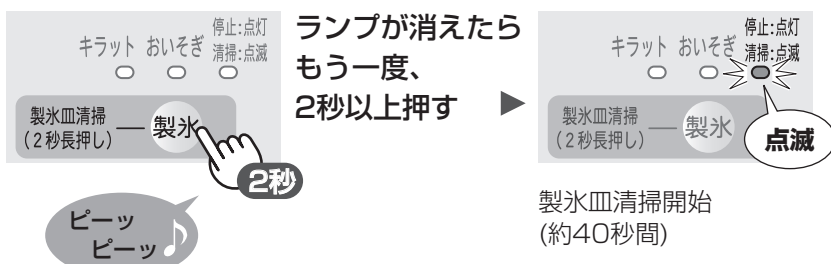 キラット おいそぎ 停止:点灯
清掃:点滅
製氷皿清掃
(2秒長押し)
製氷
2秒
ピーッ
ピーッ♪
ランプが消えたら
もう一度、
2秒以上押す ▶
キラット おいそぎ 停止:点灯
清掃:点滅
製氷皿清掃
(2秒長押し)
製氷
点滅
製氷皿清掃開始
(約40秒間)